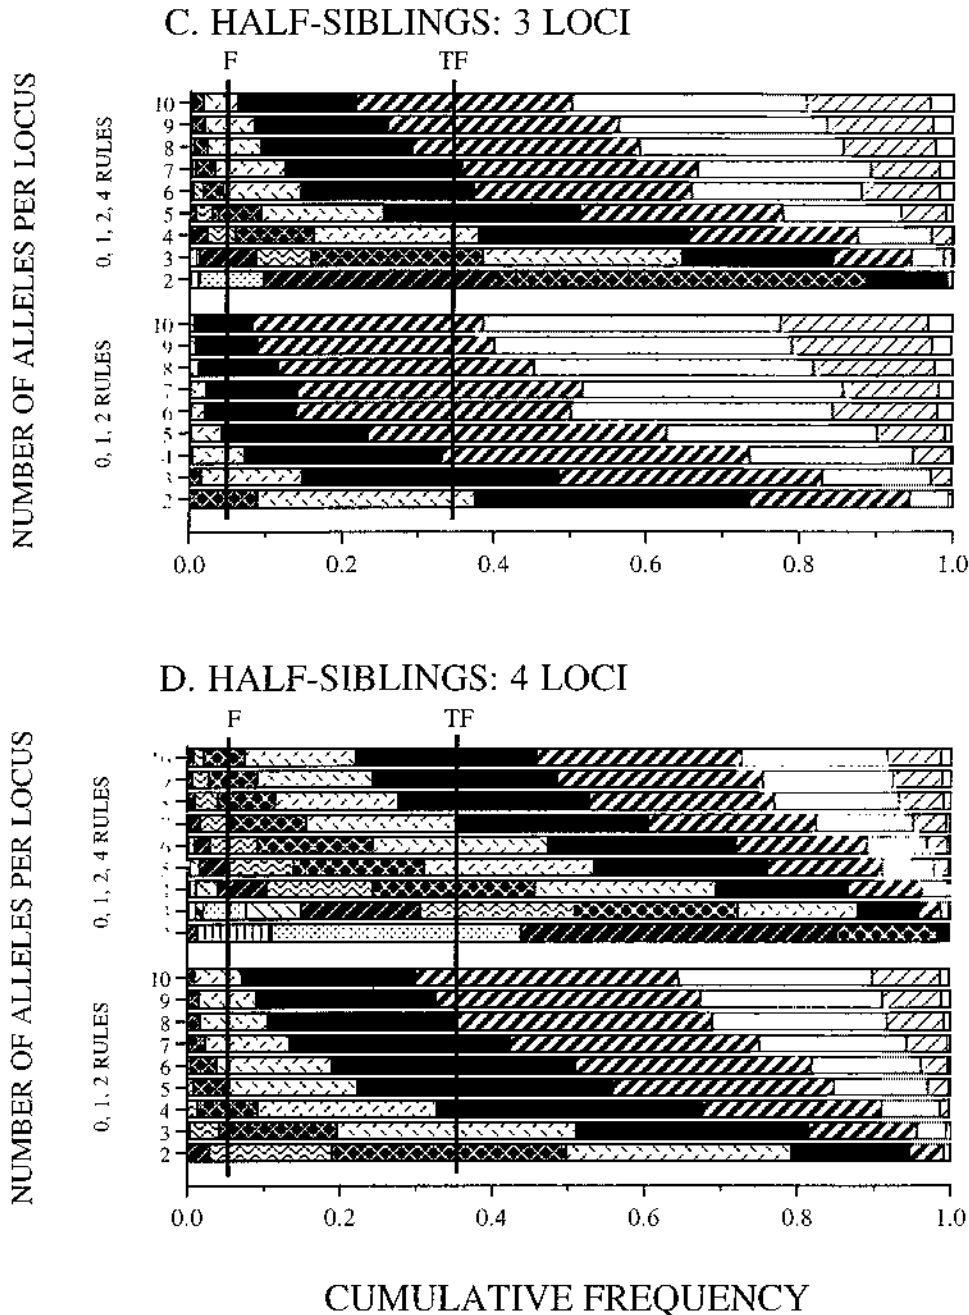 C. HALF-SIBLINGS: 3 LOCI
F TF
NUMBER OF ALLELES PER LOCUS
0, 1, 2, 4 RULES
10
9
8
7
6
5
4
3
2
0, 1, 2 RULES
10
9
8
7
6
5
3
2
0.0 0.2 0.4 0.6 0.8 1.0
D. HALF-SIBLINGS: 4 LOCI
F TF
NUMBER OF ALLELES PER LOCUS
0, 1, 2, 4 RULES
0, 1, 2 RULES
10
9
8
7
6
5
4
3
2
0.0 0.2 0.4 0.6 0.8 1.0
CUMULATIVE FREQUENCY